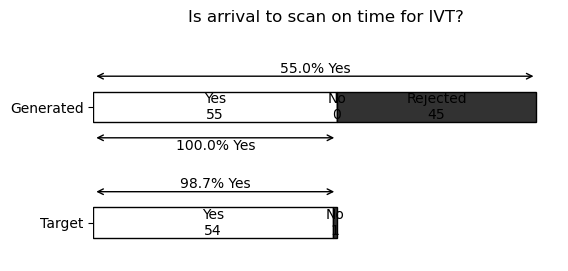 Is arrival to scan on time for IVT?
55.0% Yes
Generated
Yes
55
No
0
Rejected
45
100.0% Yes
98.7% Yes
Target
Yes
54
No
1